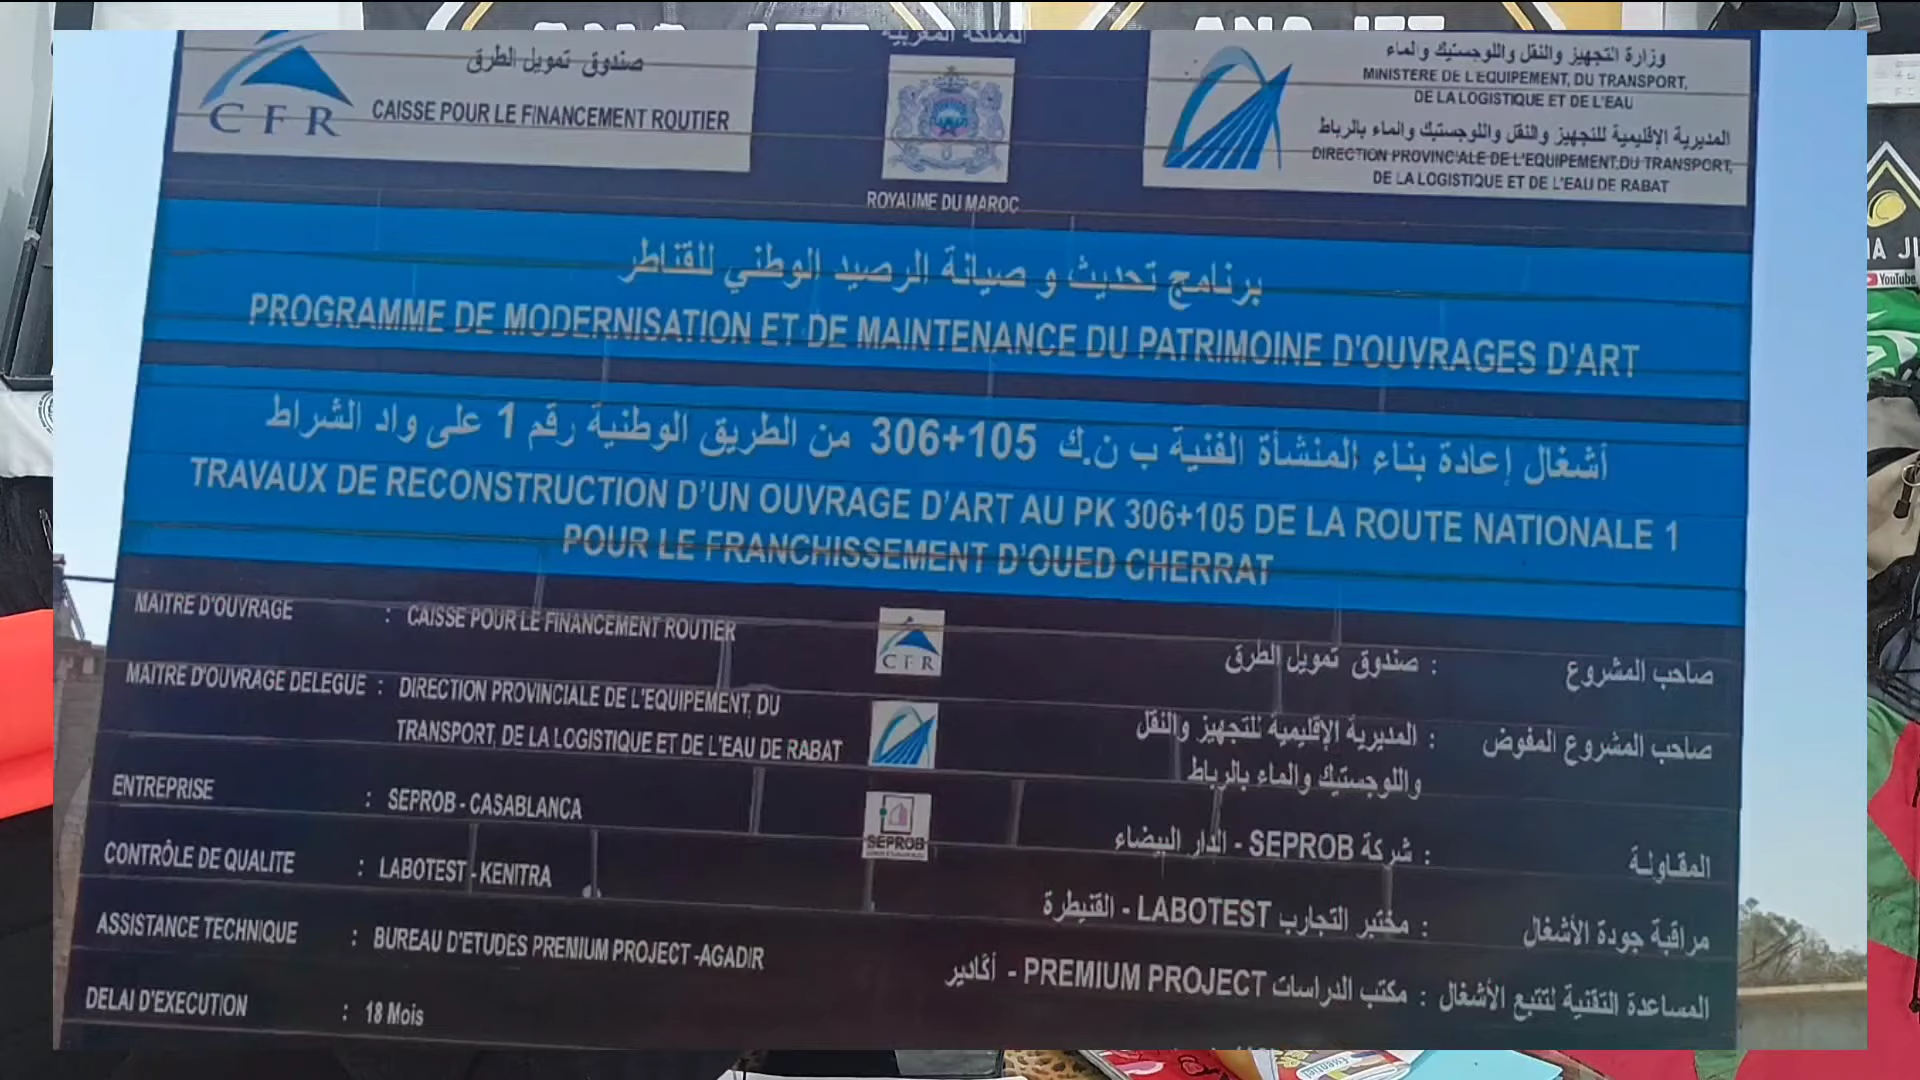 صندوق تمويل الطرق
CFR
CAISSE POUR LE FINANCEMENT ROUTIER
المملكة المغربية
ROYAUME DU MAROC
وزارة التجهيز والنقل واللوجستيك والماء
MINISTERE DE L'EQUIPEMENT, DU TRANSPORT,
DE LA LOGISTIQUE ET DE L'EAU
المديرية الإقليمية للتجهيز والنقل واللوجستيك والماء بالرباط
DIRECTION PROVINCIALE DE L'EQUIPEMENT,DU TRANSPORT,
DE LA LOGISTIQUE ET DE L'EAU DE RABAT
برنامج تحديث و صيانة الرصيد الوطني للقناطر
PROGRAMME DE MODERNISATION ET DE MAINTENANCE DU PATRIMOINE D'OUVRAGES D'ART
أشغال إعادة بناء المنشأة الفنية ب ن.ك 105+306 من الطريق الوطنية رقم 1 على واد الشراط
TRAVAUX DE RECONSTRUCTION D'UN OUVRAGE D'ART AU PK 306+105 DE LA ROUTE NATIONALE 1
POUR LE FRANCHISSEMENT D'OUED CHERRAT
MAITRE D'OUVRAGE : CAISSE POUR LE FINANCEMENT ROUTIER
CFR
صاحب المشروع : صندوق تمويل الطرق
MAITRE D'OUVRAGE DELEGUE : DIRECTION PROVINCIALE DE L'EQUIPEMENT, DU
TRANSPORT, DE LA LOGISTIQUE ET DE L'EAU DE RABAT
صاحب المشروع المفوض : المديرية الإقليمية للتجهيز والنقل
واللوجستيك والماء بالرباط
ENTREPRISE : SEPROB - CASABLANCA
SEPROB
المقاولة : شركة SEPROB - الدار البيضاء
CONTRÔLE DE QUALITE : LABOTEST - KENITRA
مراقبة جودة الأشغال : مختبر التجارب LABOTEST - القنيطرة
ASSISTANCE TECHNIQUE : BUREAU D'ETUDES PREMIUM PROJECT -AGADIR
المساعدة التقنية لتتبع الأشغال : مكتب الدراسات PREMIUM PROJECT - أكادير
DELAI D'EXECUTION : 18 Mois
YouTube